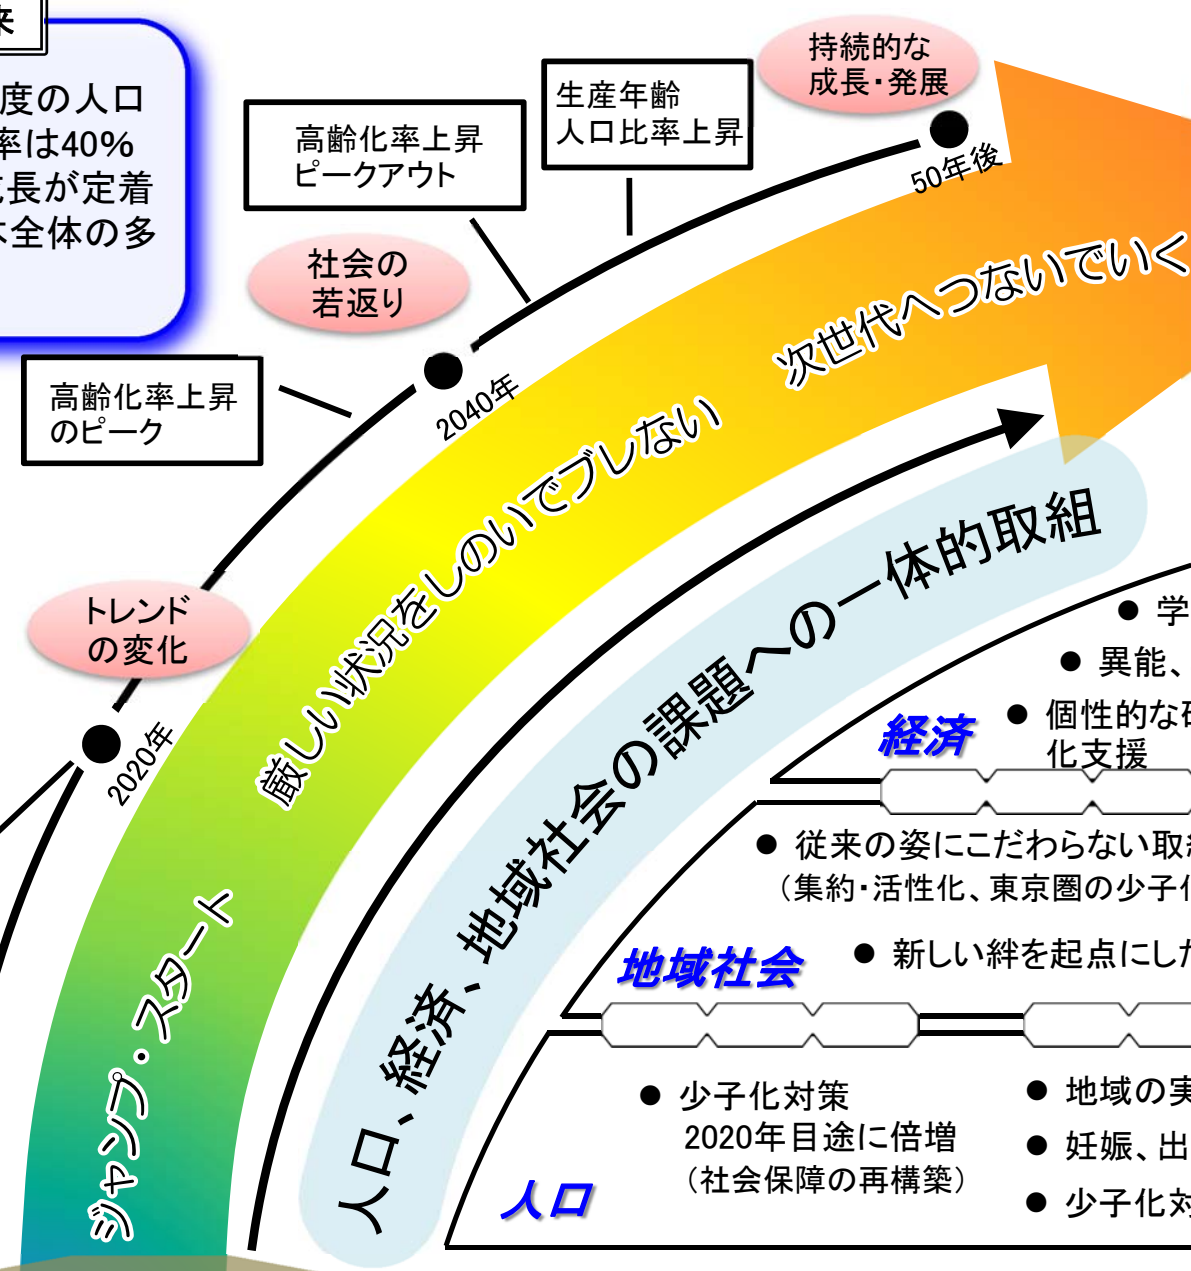 来
度の人口
率は40%
成長が定着
本全体の多
持続的な
成長・発展
生産年齢
人口比率上昇
高齢化率上昇
ピークアウト
50年後
社会の
若返り
高齢化率上昇
のピーク
2040年
トレンド
の変化
2020年
ジャンプ・スタート
厳しい状況をしのいでブレない
次世代へつないでいく
人口、経済、地域社会の課題への一体的取組
● 学
● 異能、
経済
● 個性的な
化支援
● 従来の姿にこだわらない取組
（集約・活性化、東京圏の少子化
地域社会
● 新しい絆を起点にした
● 少子化対策
2020年目途に倍増
（社会保障の再構築）
人口
● 地域の実
● 妊娠、出
● 少子化対